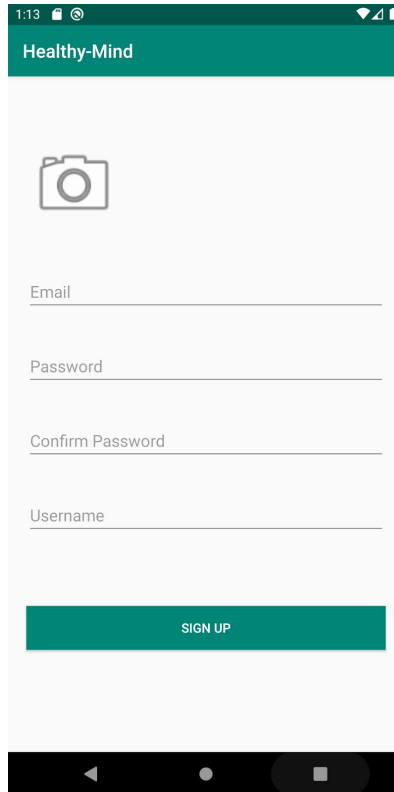 1:13
Healthy-Mind
Email
Password
Confirm Password
Username
SIGN UP